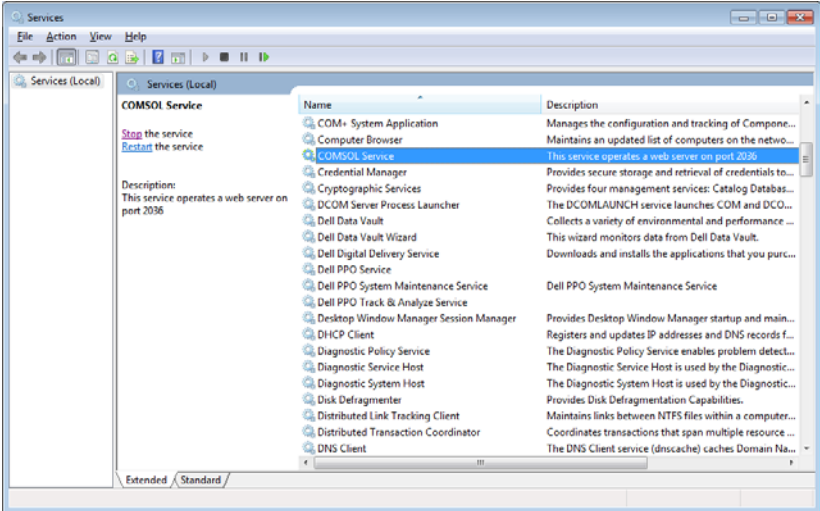 Services
File Action View Help
Services (Local)
Services (Local)
COMSOL Service
Stop the service
Restart the service
Description:
This service operates a web server on
port 2036
Name Description
COM+ System Application Manages the configuration and tracking of Compone...
Computer Browser Maintains an updated list of computers on the netwo...
COMSOL Service This service operates a web server on port 2036
Credential Manager Provides secure storage and retrieval of credentials to...
Cryptographic Services Provides four management services: Catalog Databas...
DCOM Server Process Launcher The DCOMLAUNCH service launches COM and DCO...
Dell Data Vault Collects a variety of environmental and performance ...
Dell Data Vault Wizard This wizard monitors data from Dell Data Vault.
Dell Digital Delivery Service Downloads and installs the applications that you purc...
Dell PPO Service
Dell PPO System Maintenance Service Dell PPO System Maintenance Service
Dell PPO Track & Analyze Service
Desktop Window Manager Session Manager Provides Desktop Window Manager startup and main...
DHCP Client Registers and updates IP addresses and DNS records f...
Diagnostic Policy Service The Diagnostic Policy Service enables problem detect...
Diagnostic Service Host The Diagnostic Service Host is used by the Diagnostic...
Diagnostic System Host The Diagnostic System Host is used by the Diagnostic...
Disk Defragmenter Provides Disk Defragmentation Capabilities.
Distributed Link Tracking Client Maintains links between NTFS files within a computer...
Distributed Transaction Coordinator Coordinates transactions that span multiple resource ...
DNS Client The DNS Client service (dnscache) caches Domain Na...
Extended Standard